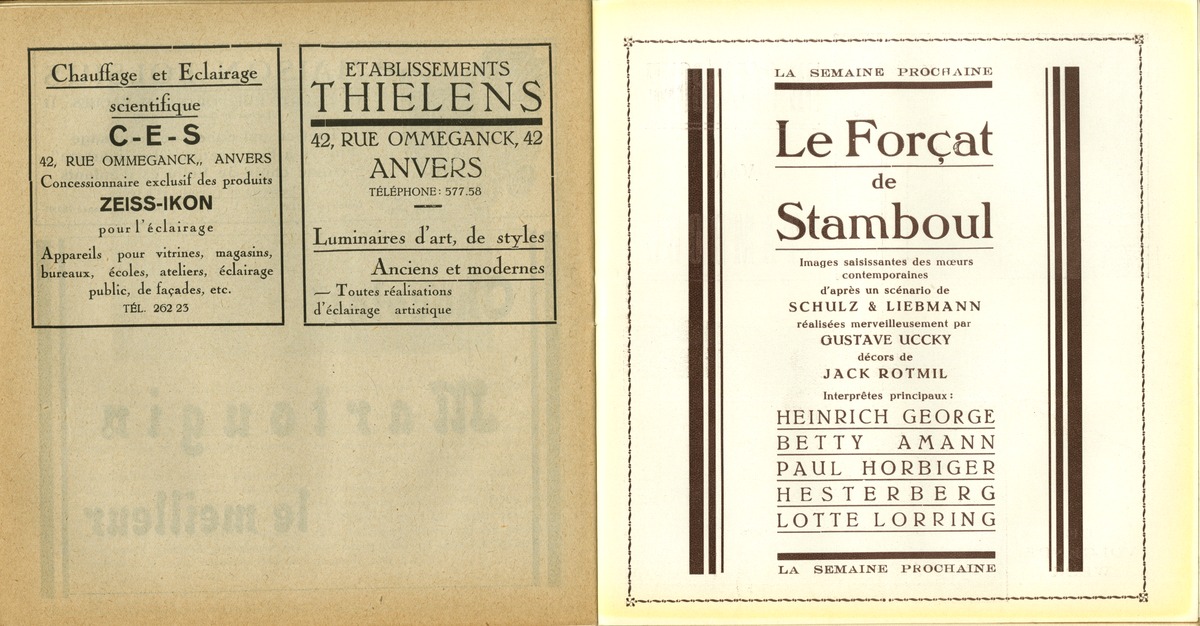 Chauffage et Eclairage
scientifique
C-E-S
42, RUE OMMEGANCK,, ANVERS
Concessionnaire exclusif des produits
ZEISS-IKON
pour l'éclairage
Appareils pour vitrines, magasins,
bureaux, écoles, ateliers, éclairage
public, de façades, etc.
TÉL. 262 23
ETABLISSEMENTS
THIELENS
42, RUE OMMEGANCK, 42
ANVERS
TÉLÉPHONE: 577.58
Luminaires d'art, de styles
Anciens et modernes
— Toutes réalisations
d'éclairage artistique
Martougin
le meilleur
LA SEMAINE PROCHAINE
Le Forçat
de
Stamboul
Images saisissantes des mœurs
contemporaines
d'après un scénario de
SCHULZ & LIEBMANN
réalisées merveilleusement par
GUSTAVE UCCKY
décors de
JACK ROTMIL
Interprêtes principaux:
HEINRICH GEORGE
BETTY AMANN
PAUL HORBIGER
HESTERBERG
LOTTE LORRING
LA SEMAINE PROCHAINE